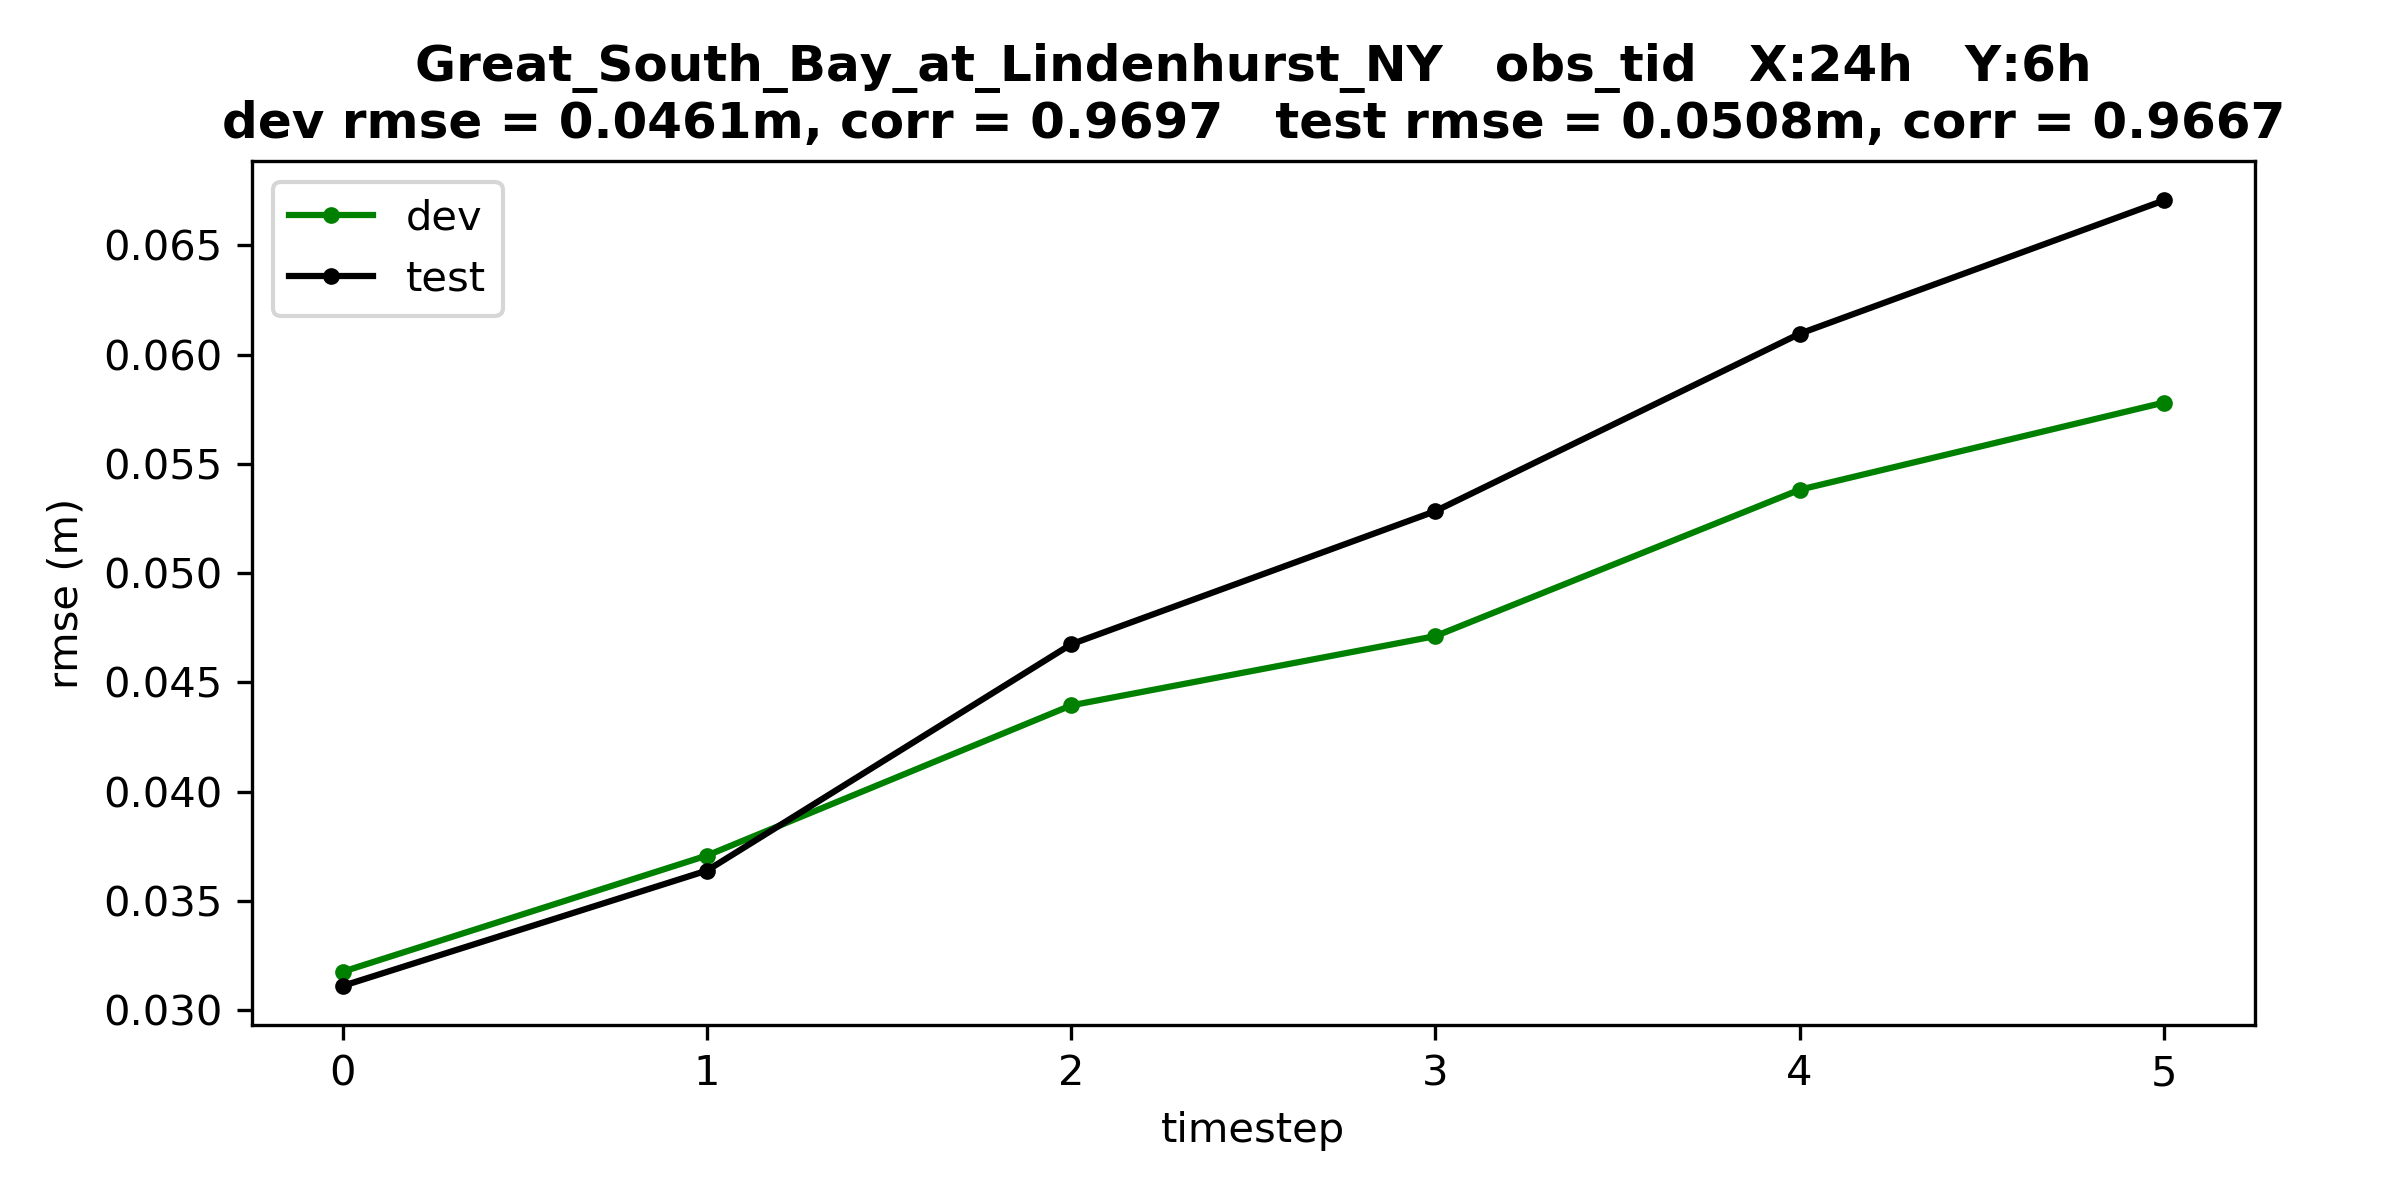 Great_South_Bay_at_Lindenhurst_NY   obs_tid   X:24h   Y:6h
dev rmse = 0.0461m, corr = 0.9697   test rmse = 0.0508m, corr = 0.9667
dev
test
0.065
0.060
0.055
0.050
0.045
0.040
0.035
0.030
rmse (m)
0 1 2 3 4 5
timestep